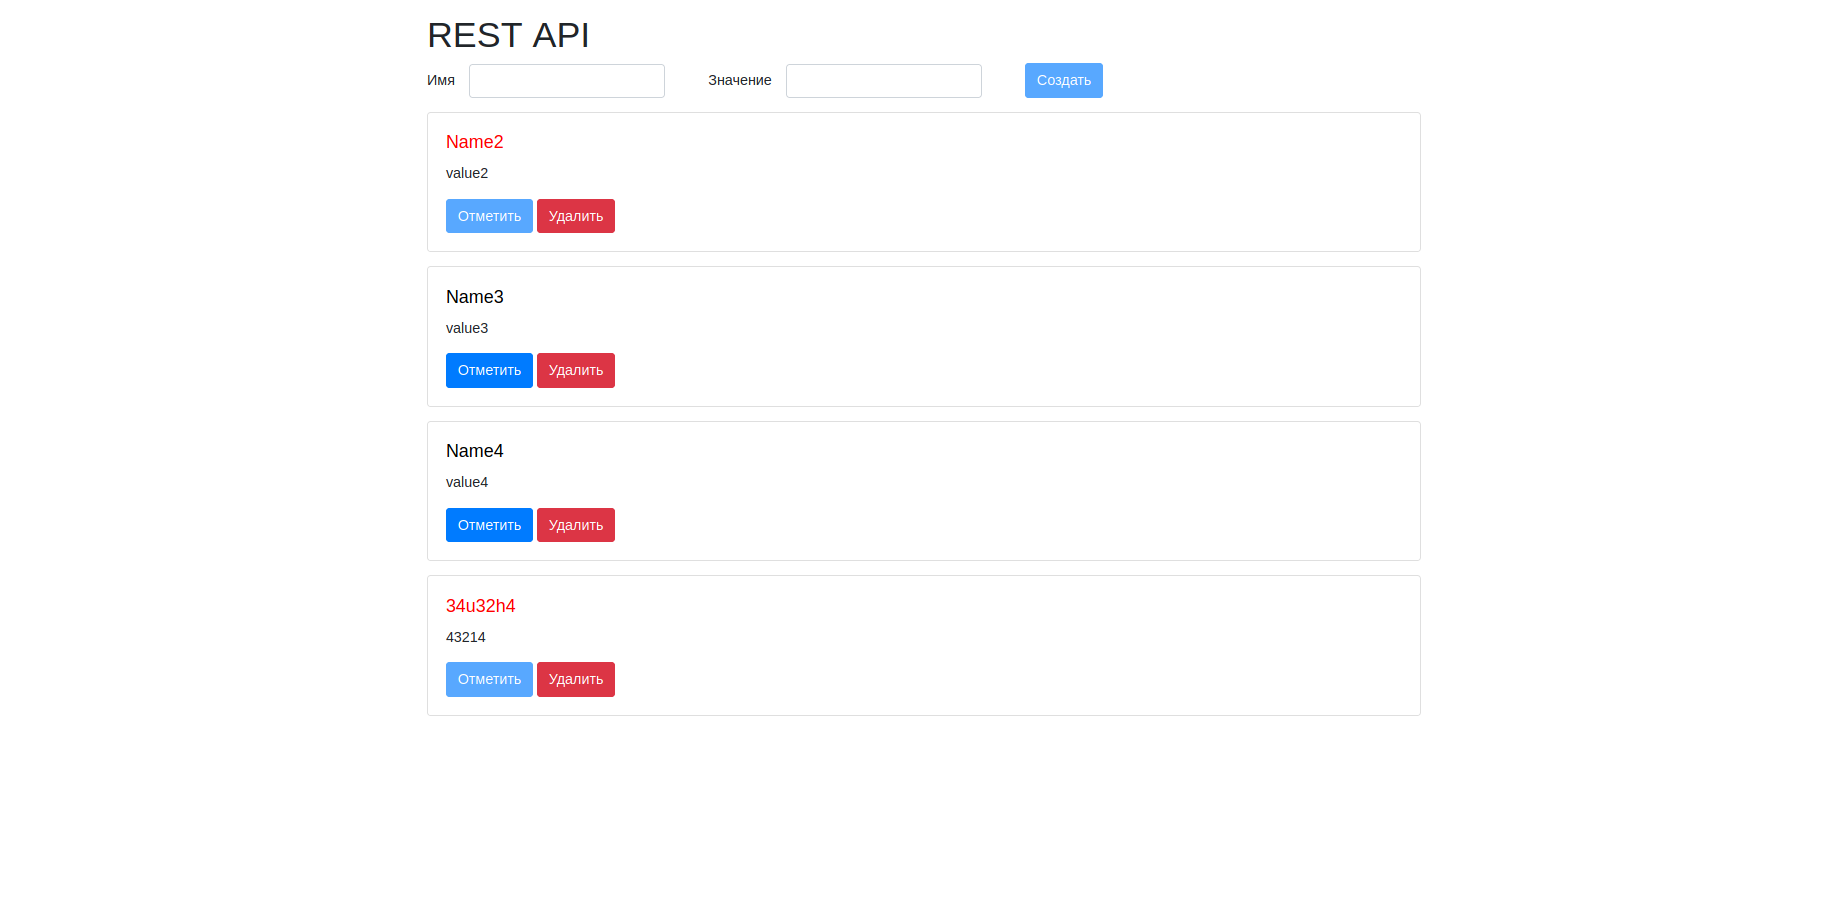 REST API
Имя Значение Создать
Name2
value2
Отметить Удалить
Name3
value3
Отметить Удалить
Name4
value4
Отметить Удалить
34u32h4
43214
Отметить Удалить